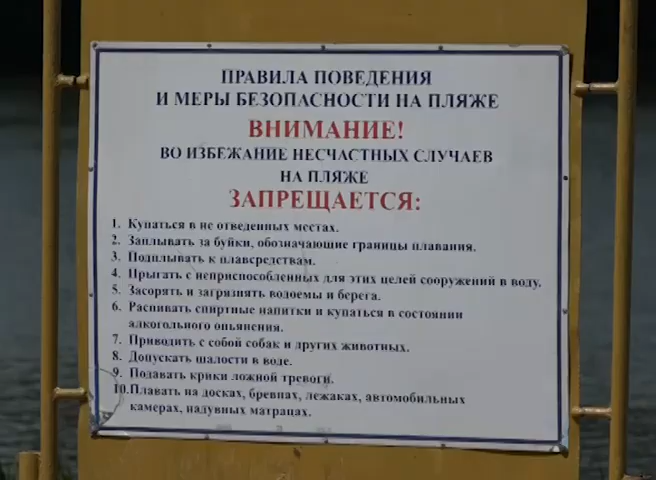 ПРАВИЛА ПОВЕДЕНИЯ
И МЕРЫ БЕЗОПАСНОСТИ НА ПЛЯЖЕ
ВНИМАНИЕ!
ВО ИЗБЕЖАНИЕ НЕСЧАСТНЫХ СЛУЧАЕВ
НА ПЛЯЖЕ
ЗАПРЕЩАЕТСЯ:
1. Купаться в не отведенных местах.
2. Заплывать за буйки, обозначающие границы плавания.
3. Подплывать к плавсредствам.
4. Прыгать с неприспособленных для этих целей сооружений в воду.
5. Засорять и загрязнять водоемы и берега.
6. Распивать спиртные напитки и купаться в состоянии
алкогольного опьянения.
7. Приводить с собой собак и других животных.
8. Допускать шалости в воде.
9. Подавать крики ложной тревоги.
10.Плавать на досках, бревнах, лежаках, автомобильных
камерах, надувных матрацах.